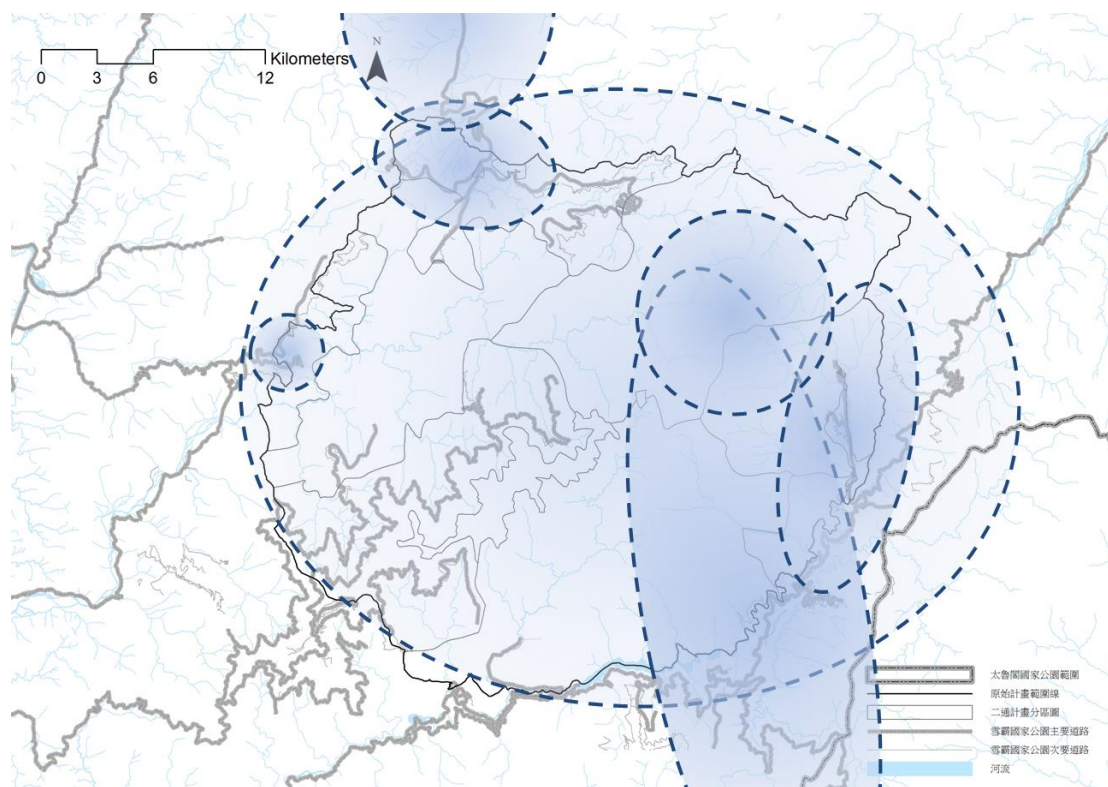 Kilometers
0 3 6 12
N
太魯閣國家公園範圍
原始計畫範圍線
二通計畫分區圖
雪霸國家公園主要道路
雪霸國家公園次要道路
河流